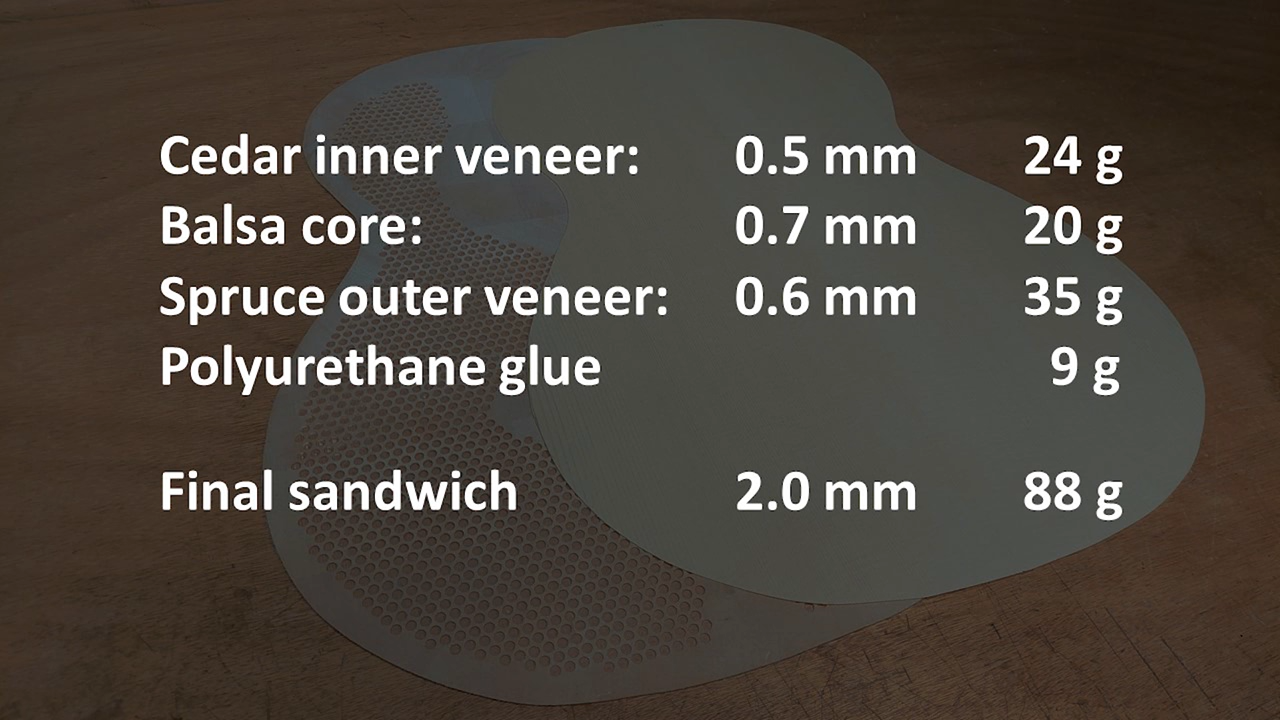 Cedar inner veneer: 0.5 mm 24 g
Balsa core: 0.7 mm 20 g
Spruce outer veneer: 0.6 mm 35 g
Polyurethane glue 9 g
Final sandwich 2.0 mm 88 g